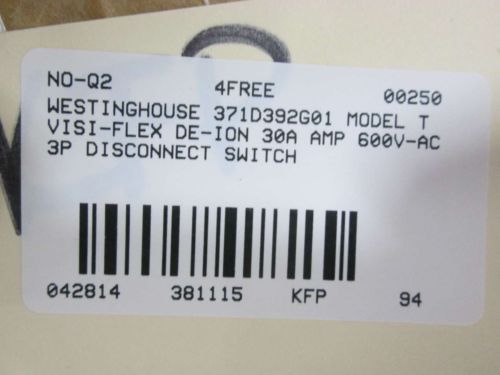 NO-Q2 4FREE 00250
WESTINGHOUSE 371D392G01 MODEL T
VISI-FLEX DE-ION 30A AMP 600V-AC
3P DISCONNECT SWITCH
042814 381115 KFP 94